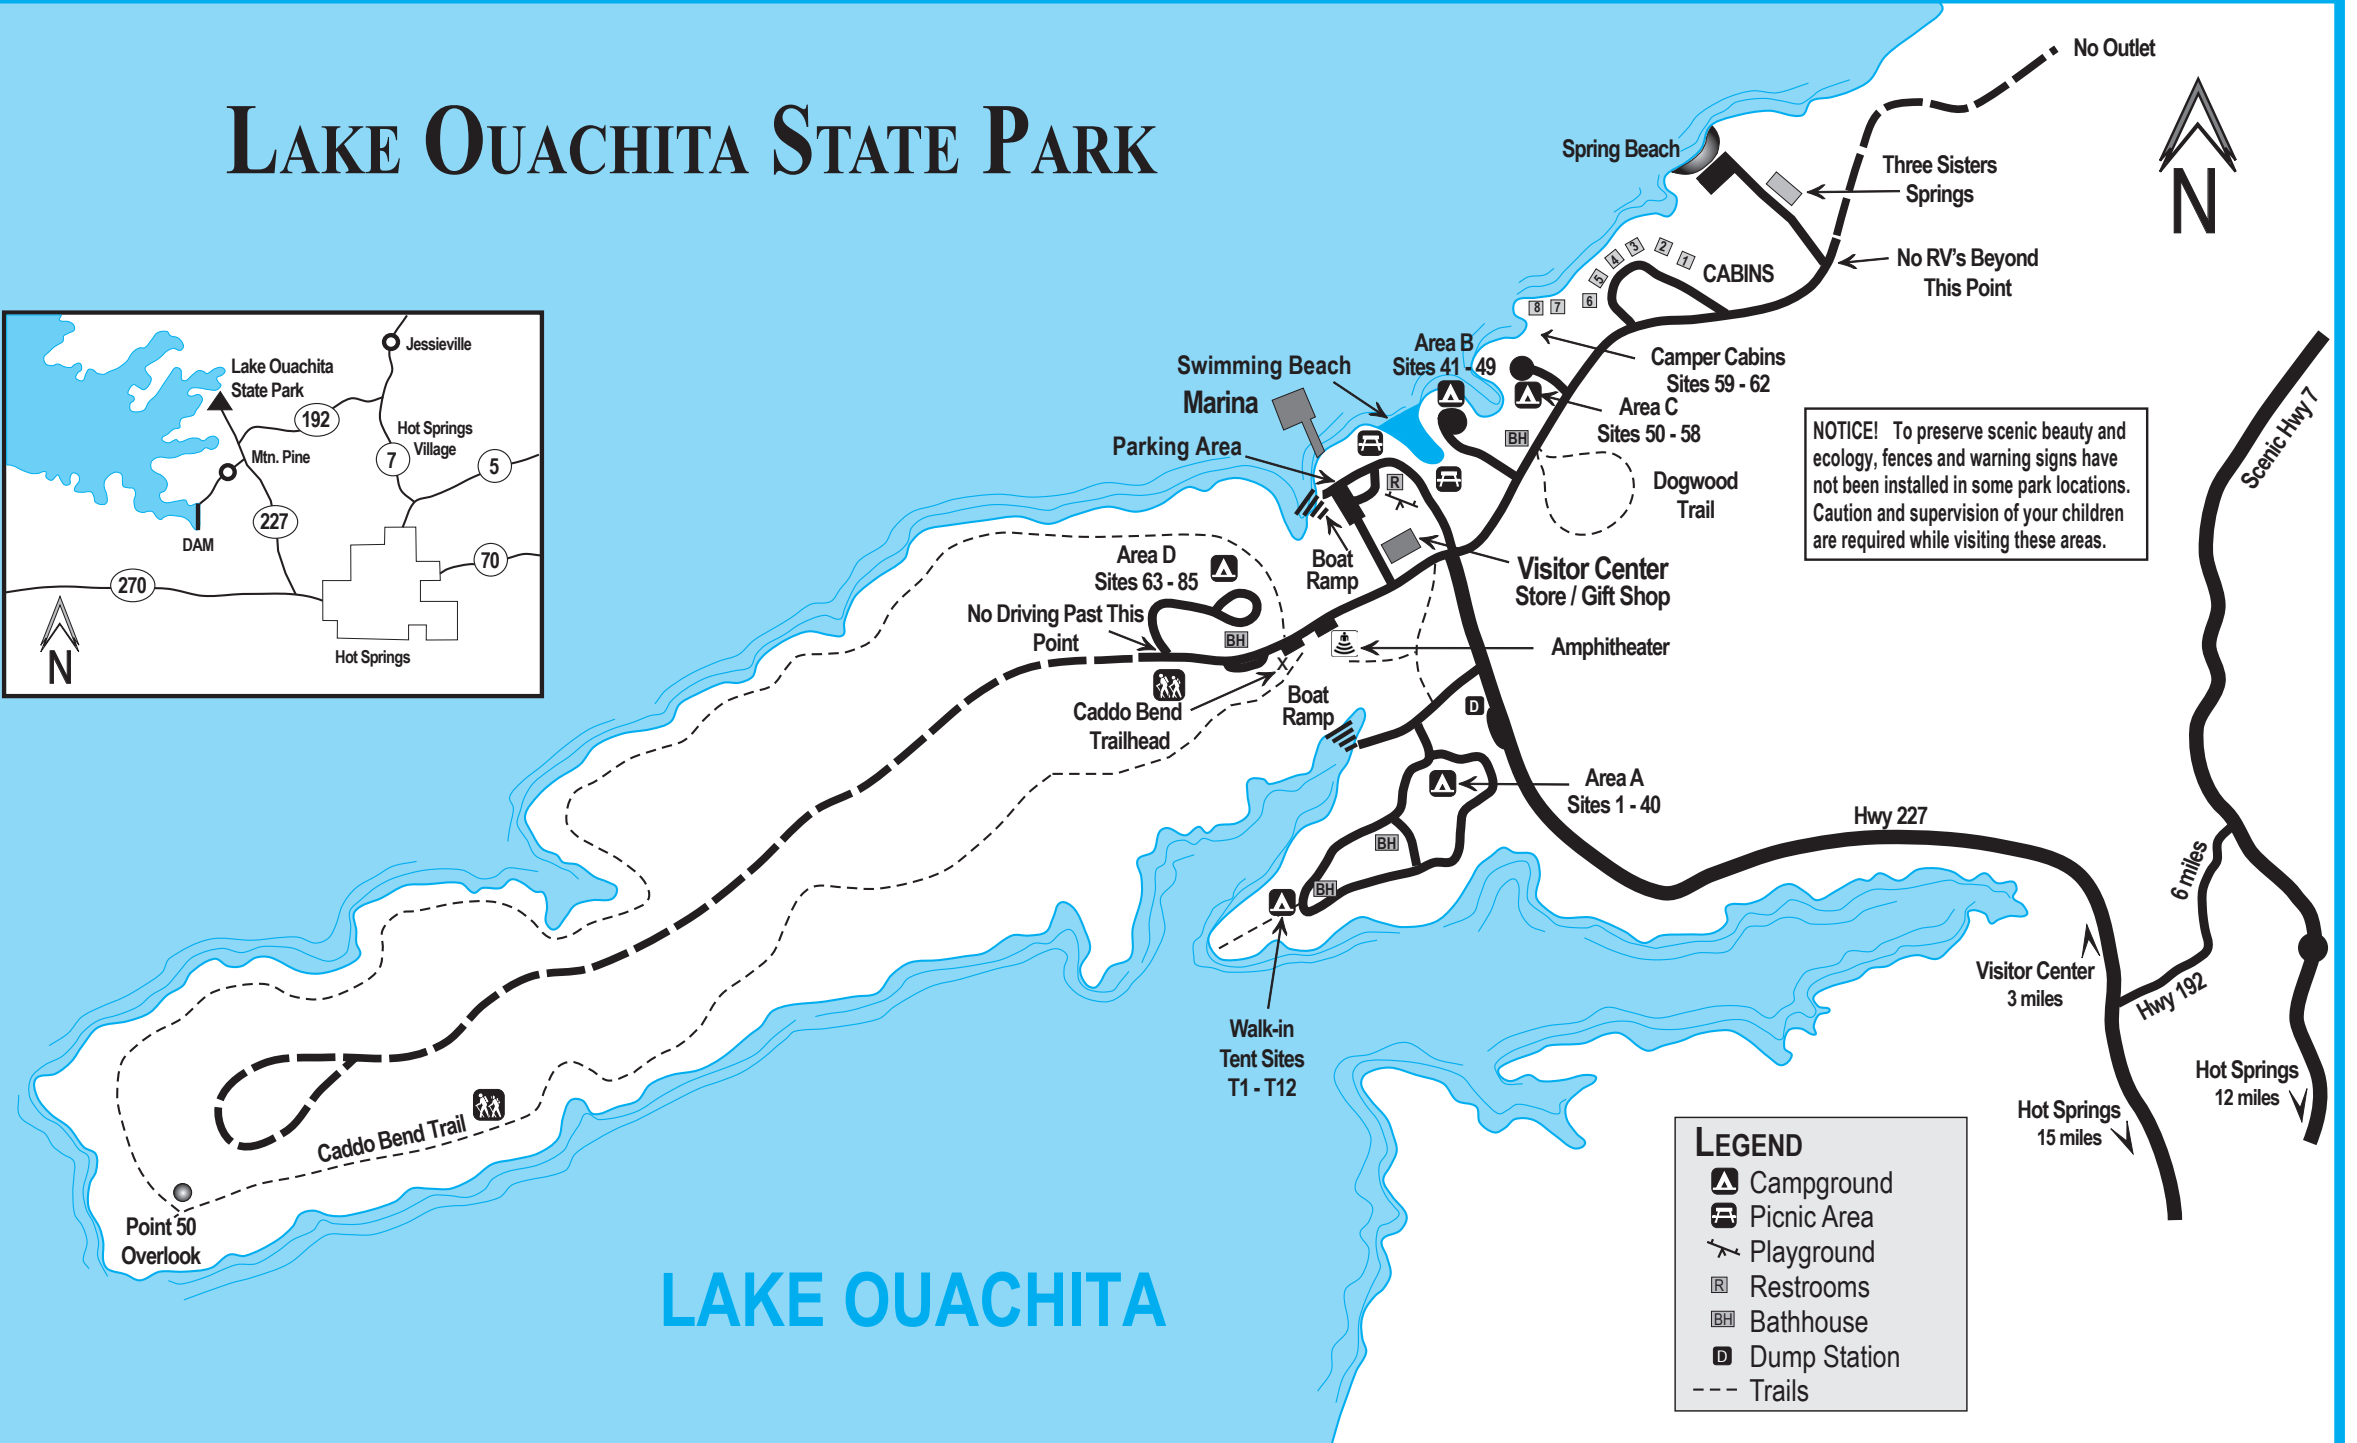 LAKE OUACHITA STATE PARK
No Outlet
N
Spring Beach
Three Sisters
Springs
No RV's Beyond
This Point
CABINS
1
2
3
4
5
6
7
8
Camper Cabins
Sites 59 - 62
Area B
Sites 41 - 49
Area C
Sites 50 - 58
BH
Swimming Beach
Marina
Parking Area
R
Dogwood
Trail
Boat
Ramp
Visitor Center
Store / Gift Shop
Amphitheater
Area D
Sites 63 - 85
BH
No Driving Past This
Point
X
Caddo Bend
Trailhead
Boat
Ramp
D
Area A
Sites 1 - 40
BH
BH
Walk-in
Tent Sites
T1 - T12
Caddo Bend Trail
Point 50
Overlook
LAKE OUACHITA
NOTICE! To preserve scenic beauty and
ecology, fences and warning signs have
not been installed in some park locations.
Caution and supervision of your children
are required while visiting these areas.
Scenic Hwy 7
Hwy 227
6 miles
Hwy 192
Visitor Center
3 miles
Hot Springs
15 miles
Hot Springs
12 miles
Jessieville
Lake Ouachita
State Park
192
Hot Springs
Village
7
5
Mtn. Pine
227
DAM
70
270
Hot Springs
N
LEGEND
Campground
Picnic Area
Playground
R Restrooms
BH Bathhouse
D Dump Station
Trails